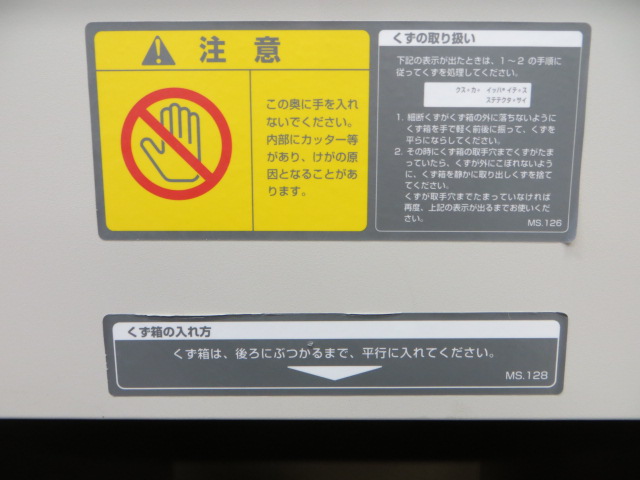 注意
この奥に手を入れ
ないでください。
内部にカッター等
があり、けがの原
因となることがあ
ります。
くずの取り扱い
下記の表示が出たときは、1～2 の手順に
従ってくずを処理してください。
クス゛カ゛ イッパ゜イテ゛ス
ステテクタ゛サイ
1. 細断くずがくず箱の外に落ちないように
くず箱を手で軽く前後に振って、くずを
平らにならしてください。
2. その時にくず箱の取手穴までくずがたま
っていたら、くずが外にこぼれないよう
に、くず箱を静かに取り出しくずを捨て
てください。
くずが取手穴までたまっていなければ
再度、上記の表示が出るまでお使いくだ
さい。
MS.126
くず箱の入れ方
くず箱は、後ろにぶつかるまで、平行に入れてください。
MS.128